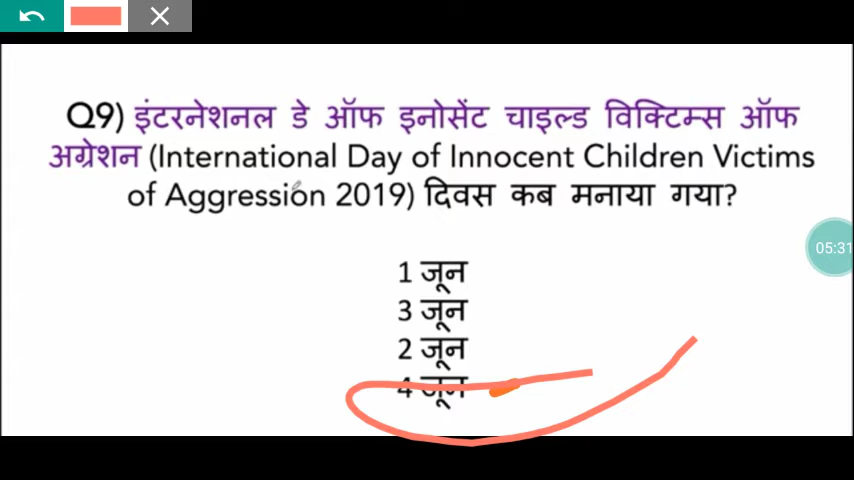 Q9) इंटरनेशनल डे ऑफ इनोसेंट चाइल्ड विक्टिम्स ऑफ
अग्रेशन (International Day of Innocent Children Victims
of Aggression 2019) दिवस कब मनाया गया?
05:31
1 जून
3 जून
2 जून
4 जून